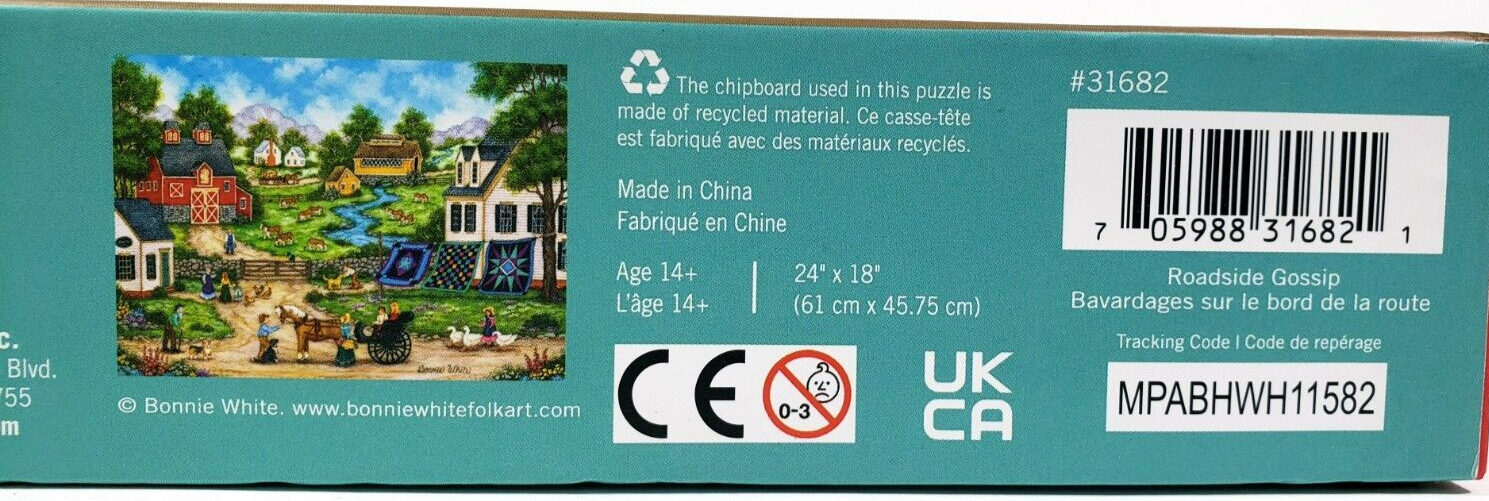 c.
Blvd.
755
m
© Bonnie White. www.bonniewhitefolkart.com
The chipboard used in this puzzle is
made of recycled material. Ce casse-tête
est fabriqué avec des matériaux recyclés.
Made in China
Fabriqué en Chine
Age 14+
L'âge 14+
24" x 18"
(61 cm x 45.75 cm)
CE
0-3
UK
CA
#31682
7 05988 31682 1
Roadside Gossip
Bavardages sur le bord de la route
Tracking Code | Code de repérage
MPABHWH11582